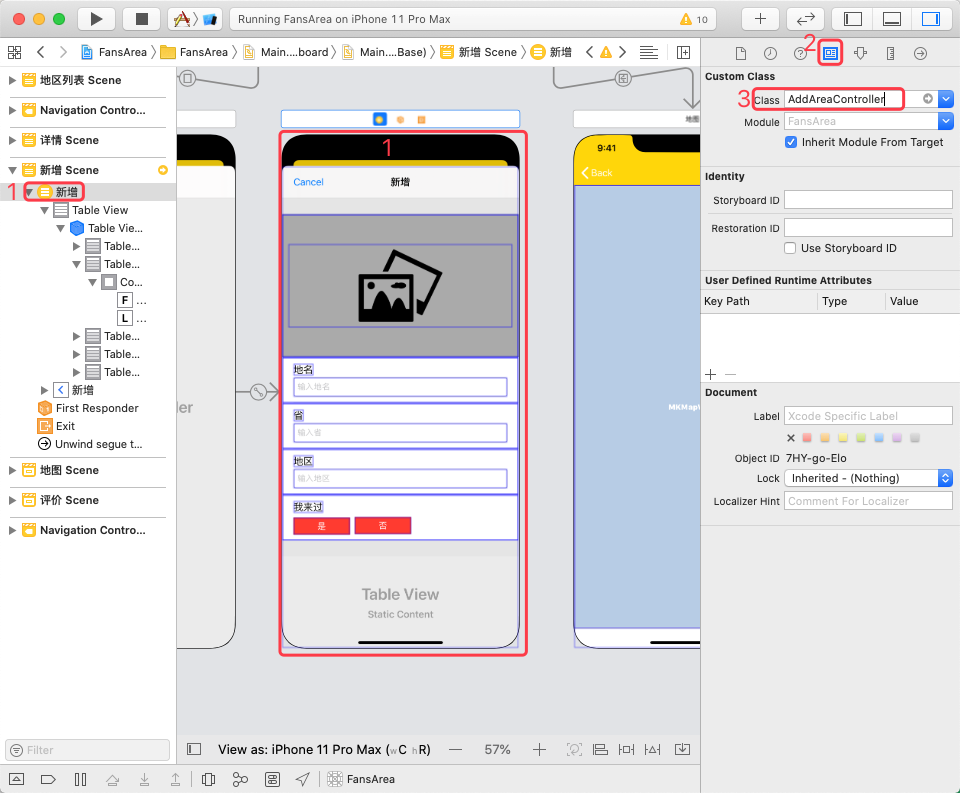 Running FansArea on iPhone 11 Pro Max
10
FansArea
FansArea
Main....board
Main....Base)
新增 Scene
新增
地区列表 Scene
Navigation Contro...
详情 Scene
新增 Scene
1
新增
Table View
Table Vie...
Table...
Table...
Co...
F ...
L ...
Table...
Table...
Table...
新增
First Responder
Exit
Unwind segue t...
地图 Scene
评价 Scene
Navigation Contro...
Filter
1
Cancel
新增
地名
输入地名
省
输入省
地区
输入地区
我来过
是
否
Table View
Static Content
9:41
Back
View as: iPhone 11 Pro Max (wC hR)
57%
FansArea
2
Custom Class
3
Class
AddAreaController
Module
FansArea
Inherit Module From Target
Identity
Storyboard ID
Restoration ID
Use Storyboard ID
User Defined Runtime Attributes
Key Path
Type
Value
Document
Label
Xcode Specific Label
Object ID
7HY-go-Elo
Lock
Inherited - (Nothing)
Localizer Hint
Comment For Localizer